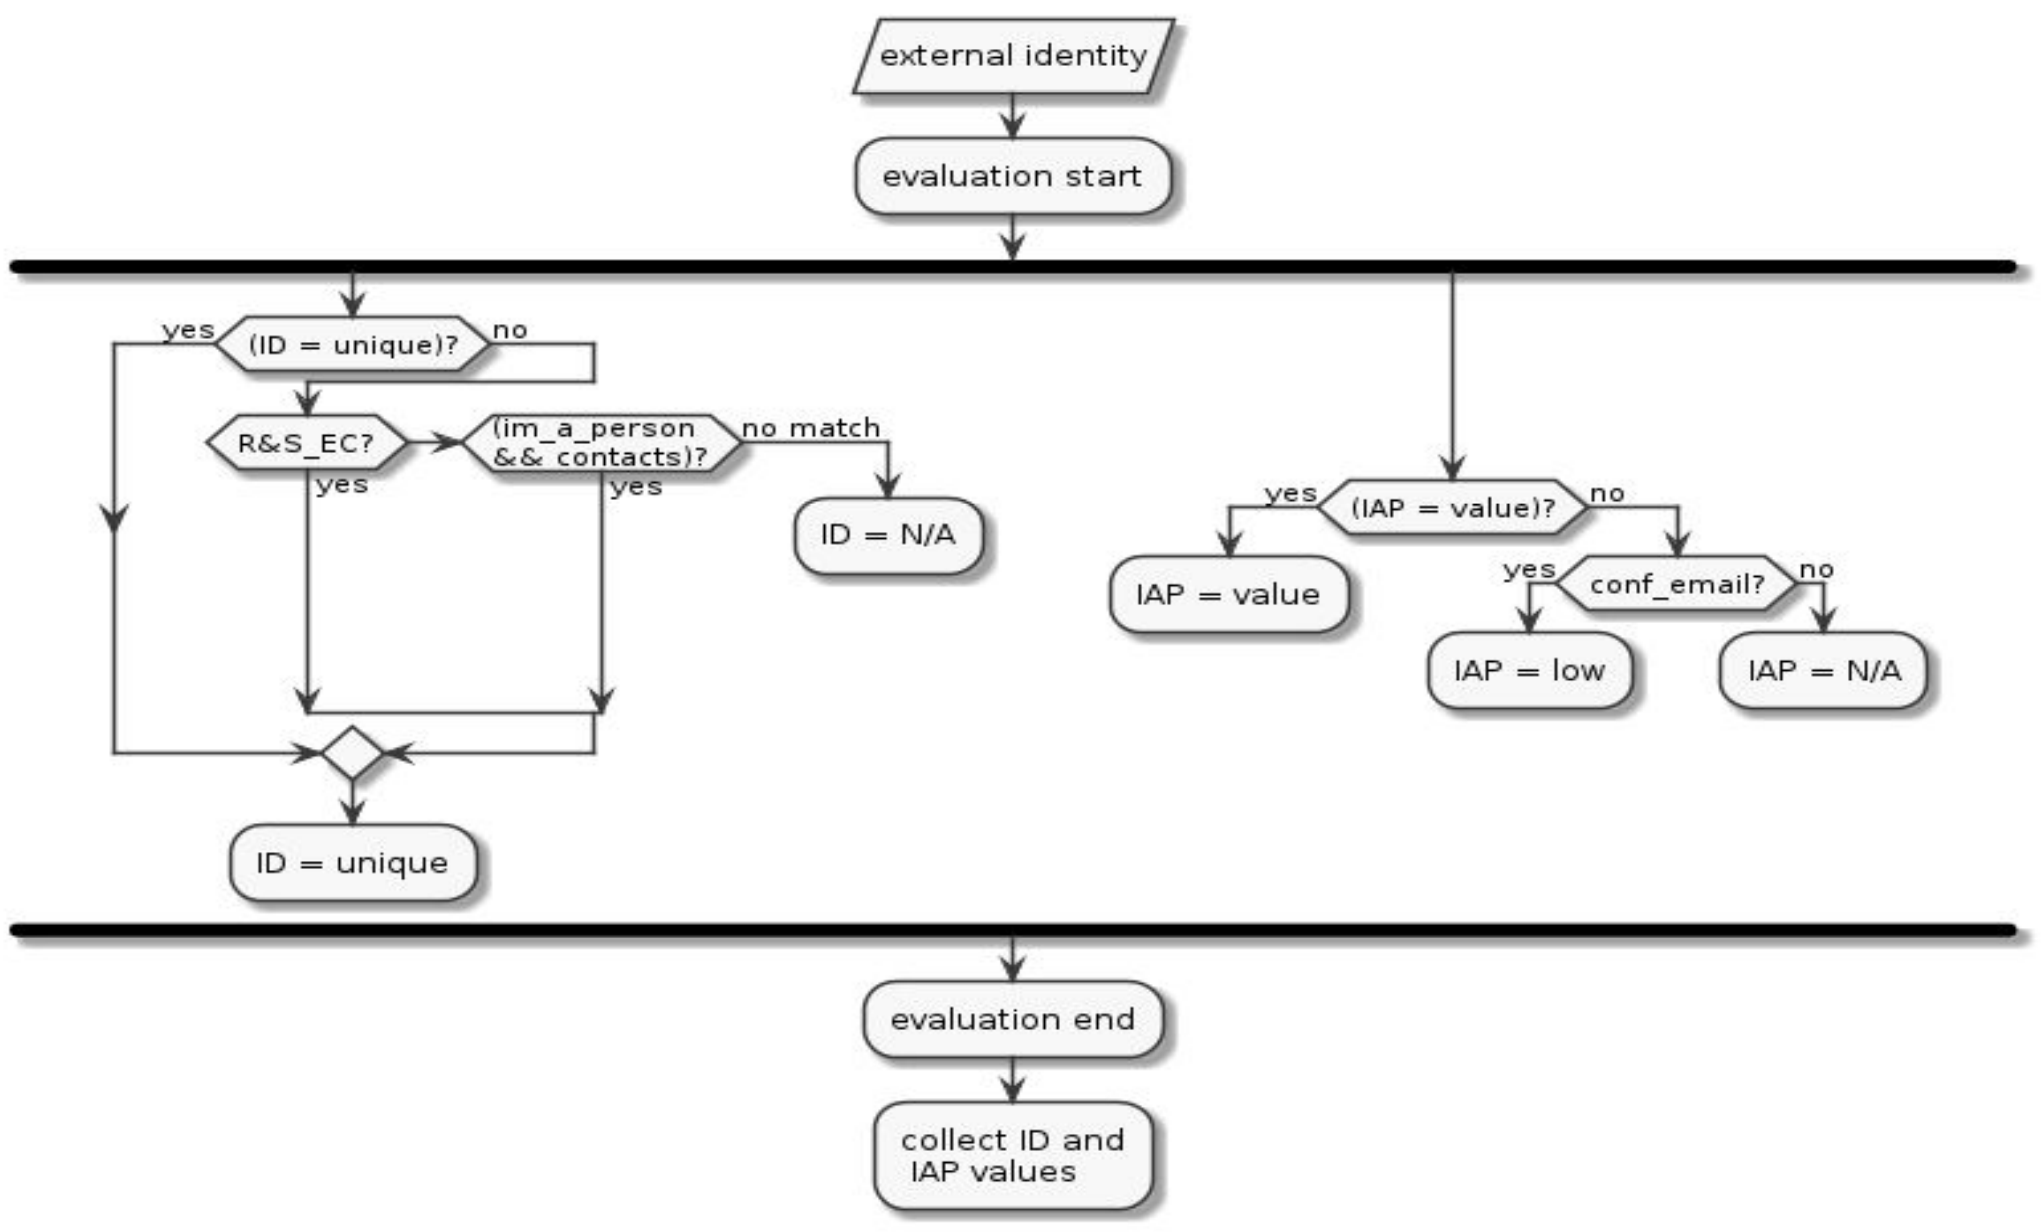 external identity
evaluation start
yes
(ID = unique)?
no
R&S_EC?
yes
(im_a_person
&& contacts)?
yes
no match
ID = N/A
ID = unique
yes
(IAP = value)?
no
IAP = value
yes
conf_email?
no
IAP = low
IAP = N/A
evaluation end
collect ID and
IAP values